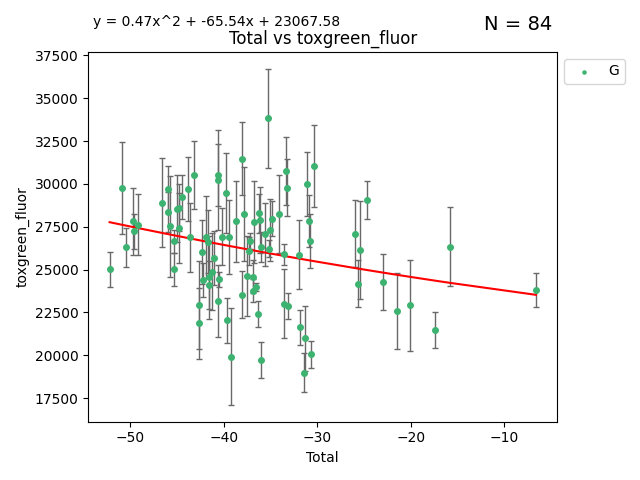 y = 0.47x^2 + -65.54x + 23067.58
N = 84
Total vs toxgreen_fluor
G
toxgreen_fluor
37500
35000
32500
30000
27500
25000
22500
20000
17500
−50
−40
−30
−20
−10
Total